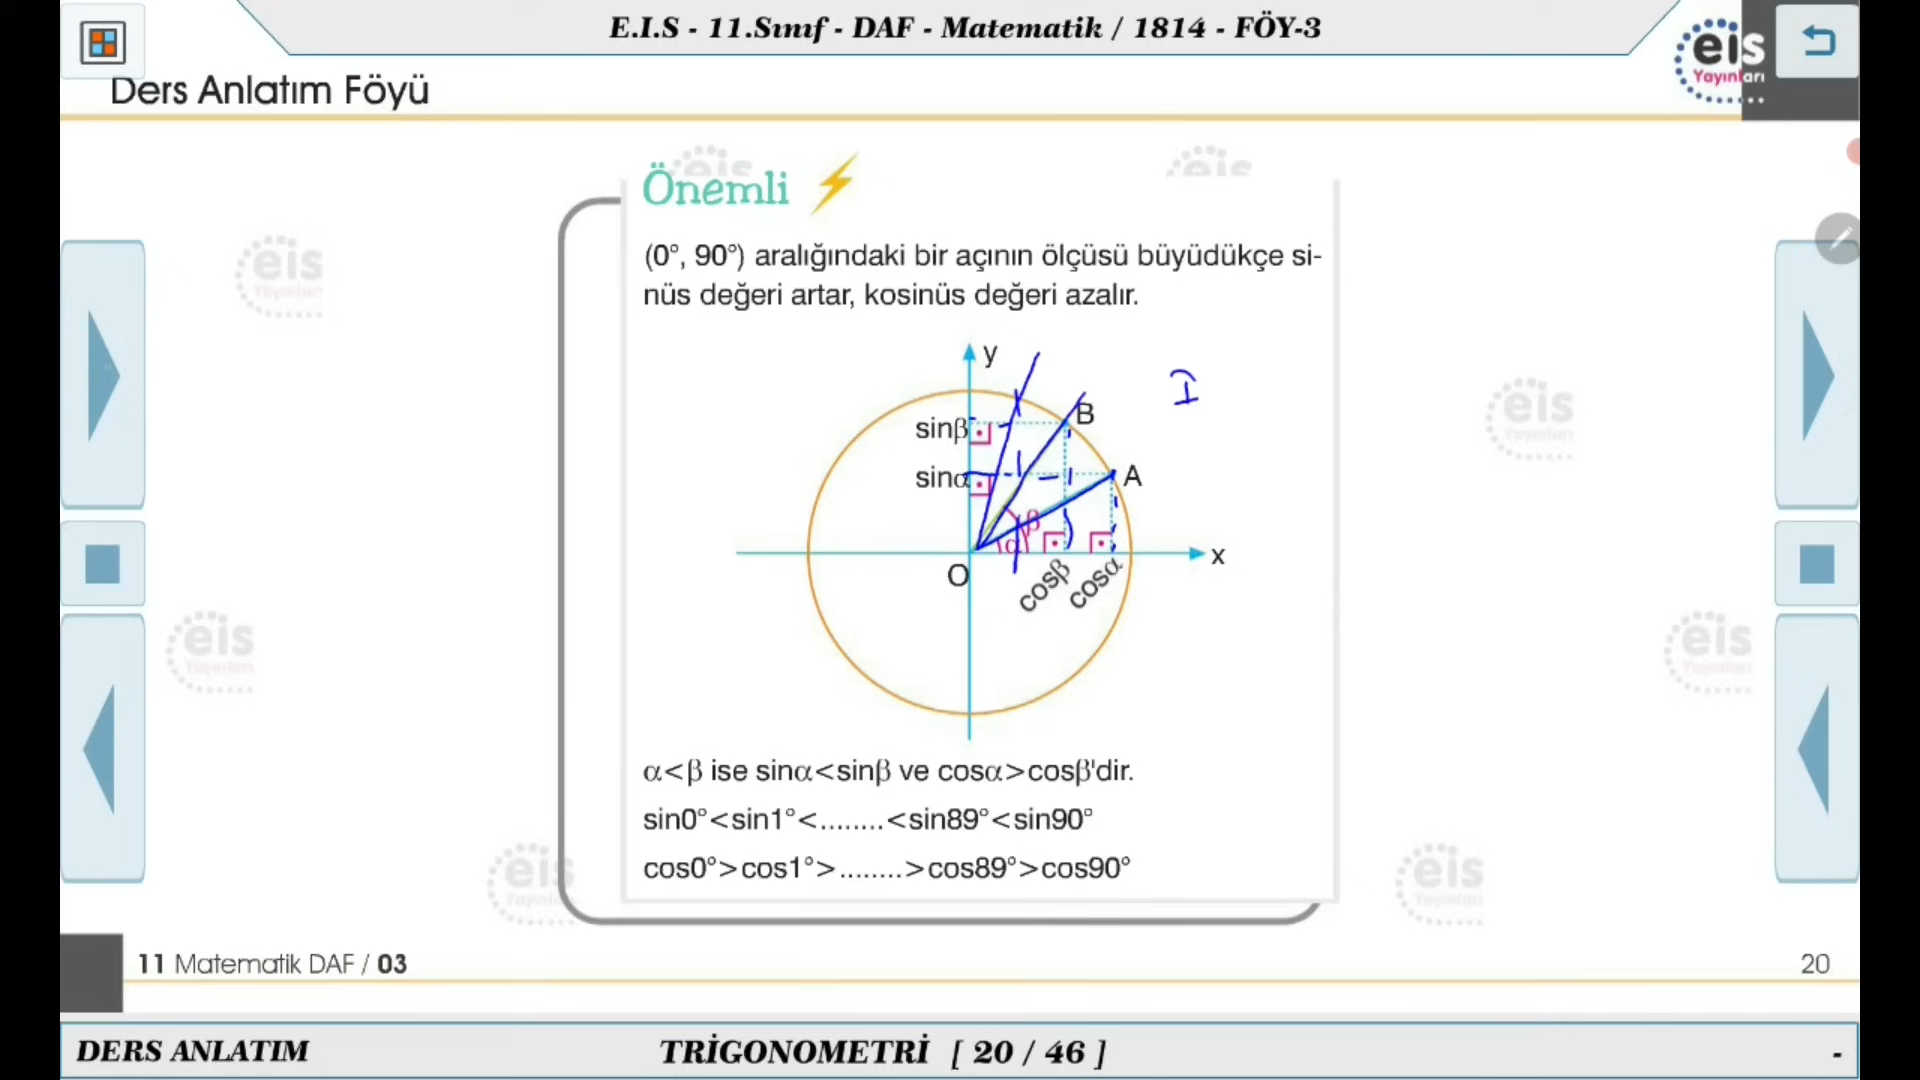 E.I.S - 11.Sınıf - DAF - Matematik / 1814 - FÖY-3
eis
Yayınları
Ders Anlatım Föyü
Önemli
(0°, 90°) aralığındaki bir açının ölçüsü büyüdükçe si-
nüs değeri artar, kosinüs değeri azalır.
y
I
B
sinβ
sinα
A
β
α
x
O
cosβ
cosα
α<β ise sinα<sinβ ve cosα>cosβ'dir.
sin0°<sin1°<........<sin89°<sin90°
cos0°>cos1°>........>cos89°>cos90°
11 Matematik DAF / 03
20
DERS ANLATIM
TRİGONOMETRİ [ 20 / 46 ]
-